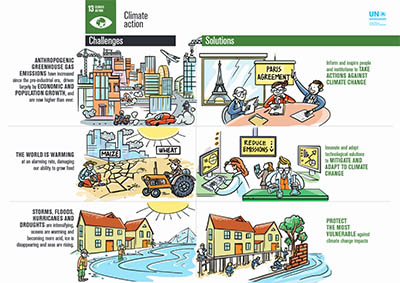 13 CLIMATE
ACTION
Climate
action
UN
Challenges
Solutions
ANTHROPOGENIC
GREENHOUSE GAS
EMISSIONS have increased
since the pre-industrial era, driven
largely by ECONOMIC AND
POPULATION GROWTH, and
are now higher than ever.
PARIS
AGREEMENT
Inform and inspire people
and institutions to TAKE
ACTIONS AGAINST
CLIMATE CHANGE
THE WORLD IS WARMING
at an alarming rate, damaging
our ability to grow food
MAIZE
WHEAT
REDUCE
EMISSIONS
Innovate and adapt
technological solutions
to MITIGATE AND
ADAPT TO CLIMATE
CHANGE
STORMS, FLOODS,
HURRICANES AND
DROUGHTS are intensifying,
oceans are warming and
becoming more acid, ice is
disappearing and seas are rising.
PROTECT
THE MOST
VULNERABLE against
climate change impacts